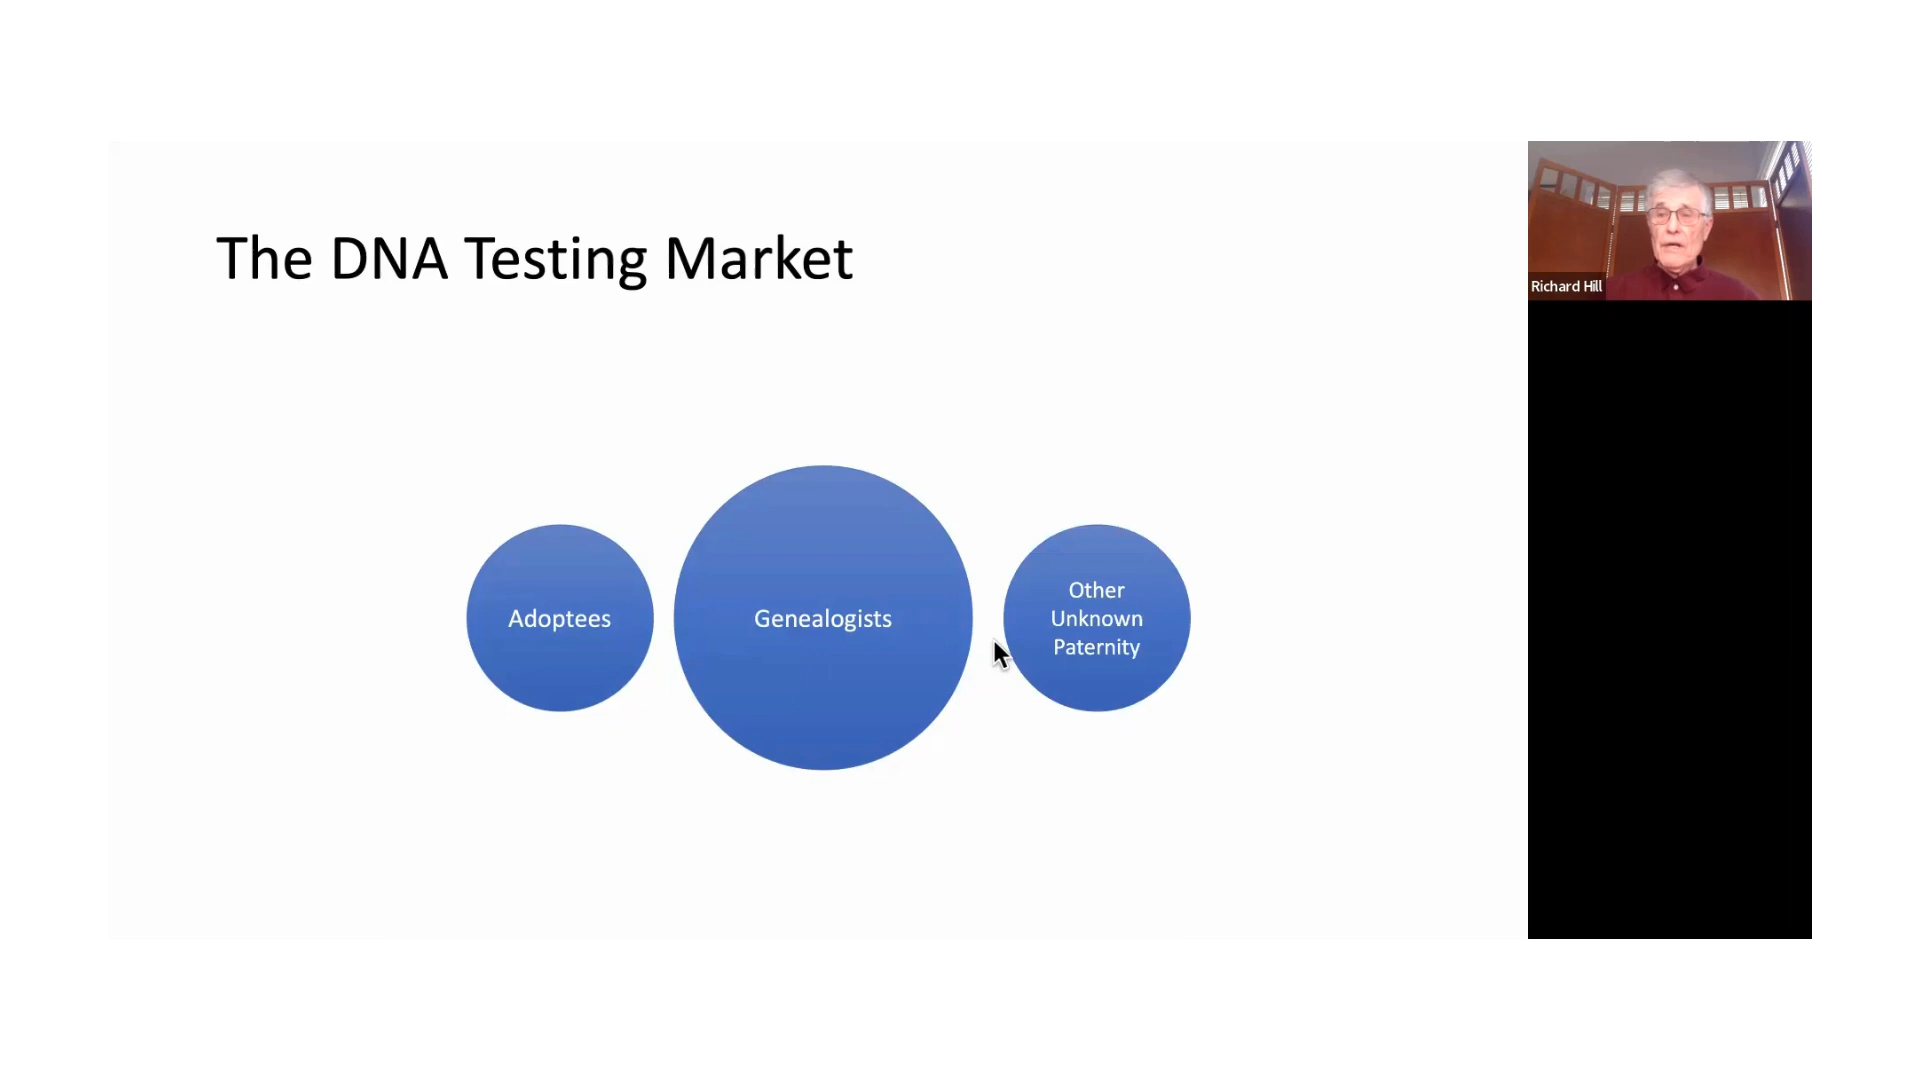 The DNA Testing Market
Adoptees
Genealogists
Other
Unknown
Paternity
Richard Hill